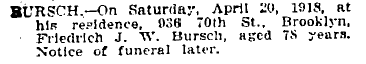 BURSCH.—On Saturday, April 20, 1918, at
his residence, 936 70th St., Brooklyn,
Friedrich J. W. Bursch, aged 78 years.
Notice of funeral later.